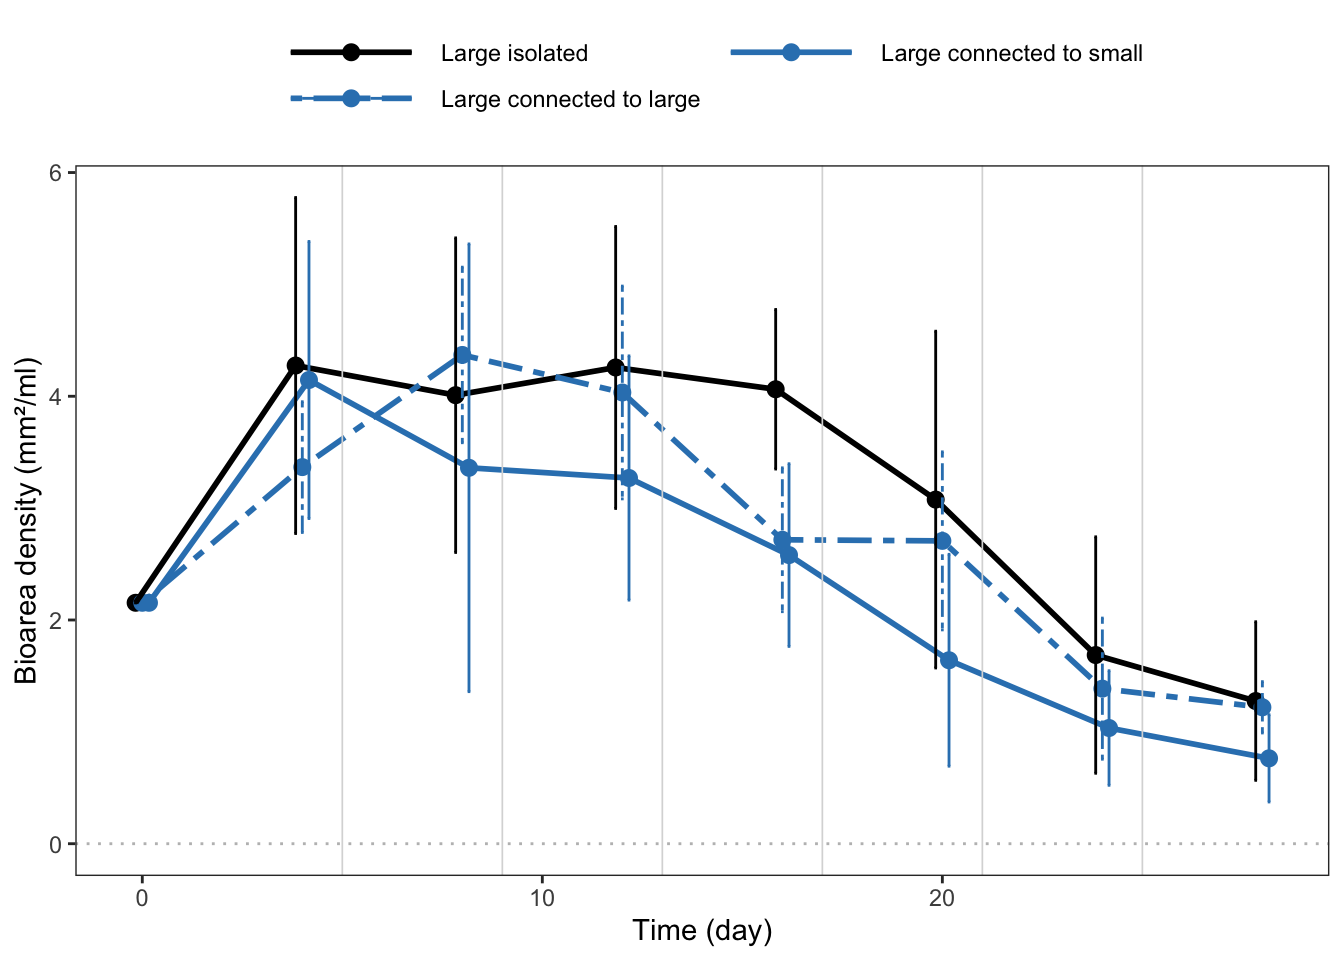 Large isolated
Large connected to small
Large connected to large
6
4
2
0
Bioarea density (mm²/ml)
0
10
20
Time (day)